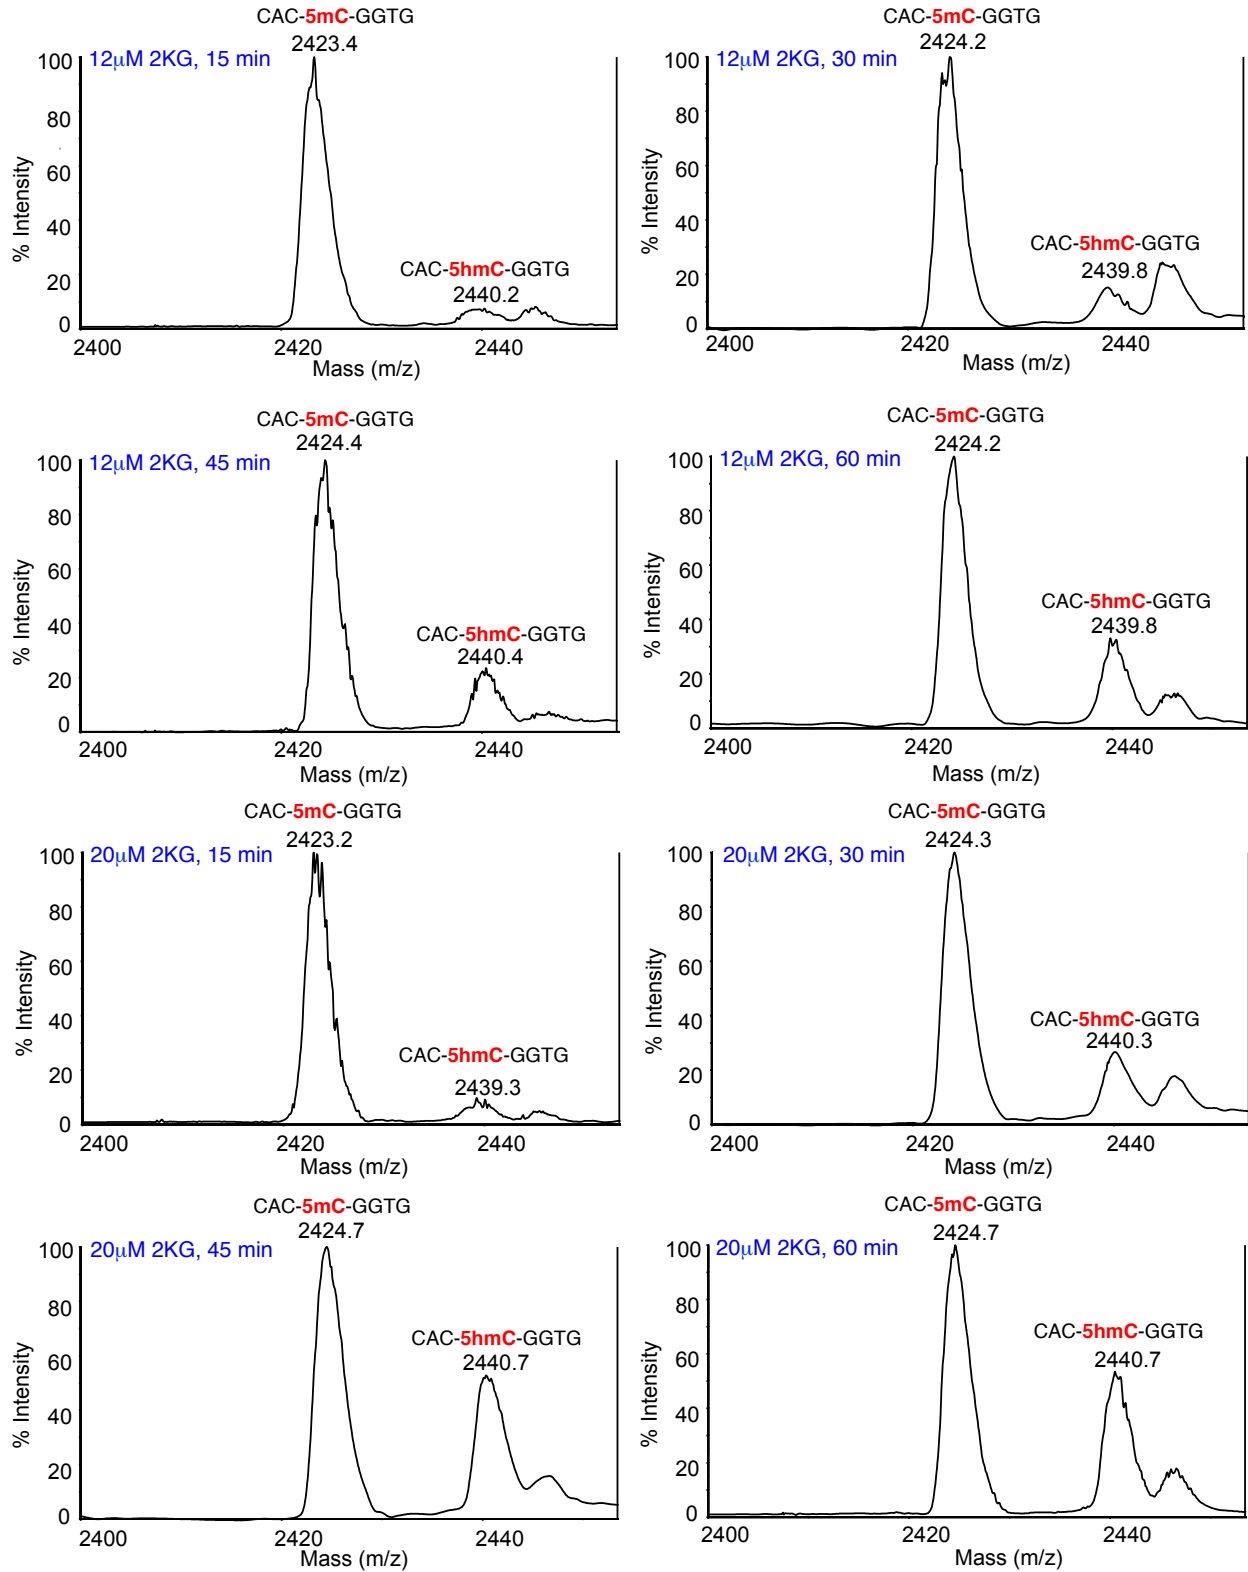 CAC-5mC-GGTG
2423.4
12µM 2KG, 15 min
CAC-5hmC-GGTG
2440.2
% Intensity
100
80
60
40
20
0
2400 2420 2440
Mass (m/z)
CAC-5mC-GGTG
2424.2
12µM 2KG, 30 min
CAC-5hmC-GGTG
2439.8
% Intensity
100
80
60
40
20
0
2400 2420 2440
Mass (m/z)
CAC-5mC-GGTG
2424.4
12µM 2KG, 45 min
CAC-5hmC-GGTG
2440.4
% Intensity
100
80
60
40
20
0
2400 2420 2440
Mass (m/z)
CAC-5mC-GGTG
2424.2
12µM 2KG, 60 min
CAC-5hmC-GGTG
2439.8
% Intensity
100
80
60
40
20
0
2400 2420 2440
Mass (m/z)
CAC-5mC-GGTG
2423.2
20µM 2KG, 15 min
CAC-5hmC-GGTG
2439.3
% Intensity
100
80
60
40
20
0
2400 2420 2440
Mass (m/z)
CAC-5mC-GGTG
2424.3
20µM 2KG, 30 min
CAC-5hmC-GGTG
2440.3
% Intensity
100
80
60
40
20
0
2400 2420 2440
Mass (m/z)
CAC-5mC-GGTG
2424.7
20µM 2KG, 45 min
CAC-5hmC-GGTG
2440.7
% Intensity
100
80
60
40
20
0
2400 2420 2440
Mass (m/z)
CAC-5mC-GGTG
2424.7
20µM 2KG, 60 min
CAC-5hmC-GGTG
2440.7
% Intensity
100
80
60
40
20
0
2400 2420 2440
Mass (m/z)